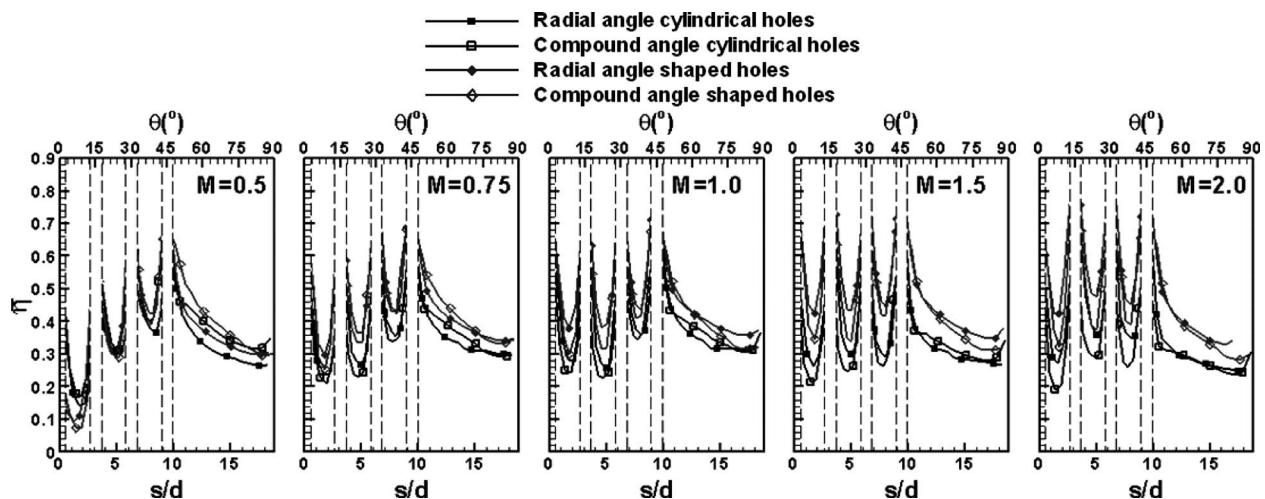 Radial angle cylindrical holes
Compound angle cylindrical holes
Radial angle shaped holes
Compound angle shaped holes
θ(°) θ(°) θ(°) θ(°) θ(°)
0 15 30 45 60 75 90 0 15 30 45 60 75 90 0 15 30 45 60 75 90 0 15 30 45 60 75 90 0 15 30 45 60 75 90
0.9
M=0.5 M=0.75 M=1.0 M=1.5 M=2.0
0.8
0.7
0.6
0.5
η̅
0.4
0.3
0.2
0.1
0
0 5 10 15 0 5 10 15 0 5 10 15 0 5 10 15 0 5 10 15
s/d s/d s/d s/d s/d